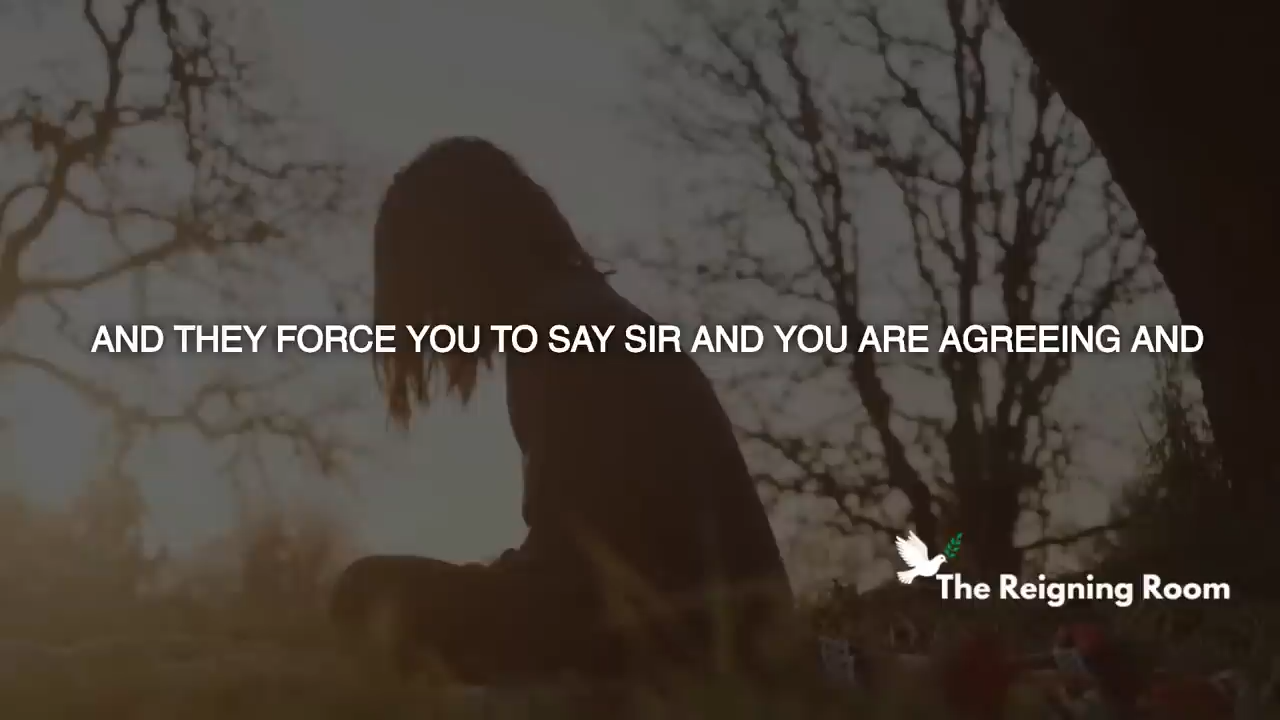 AND THEY FORCE YOU TO SAY SIR AND YOU ARE AGREEING AND
The Reigning Room